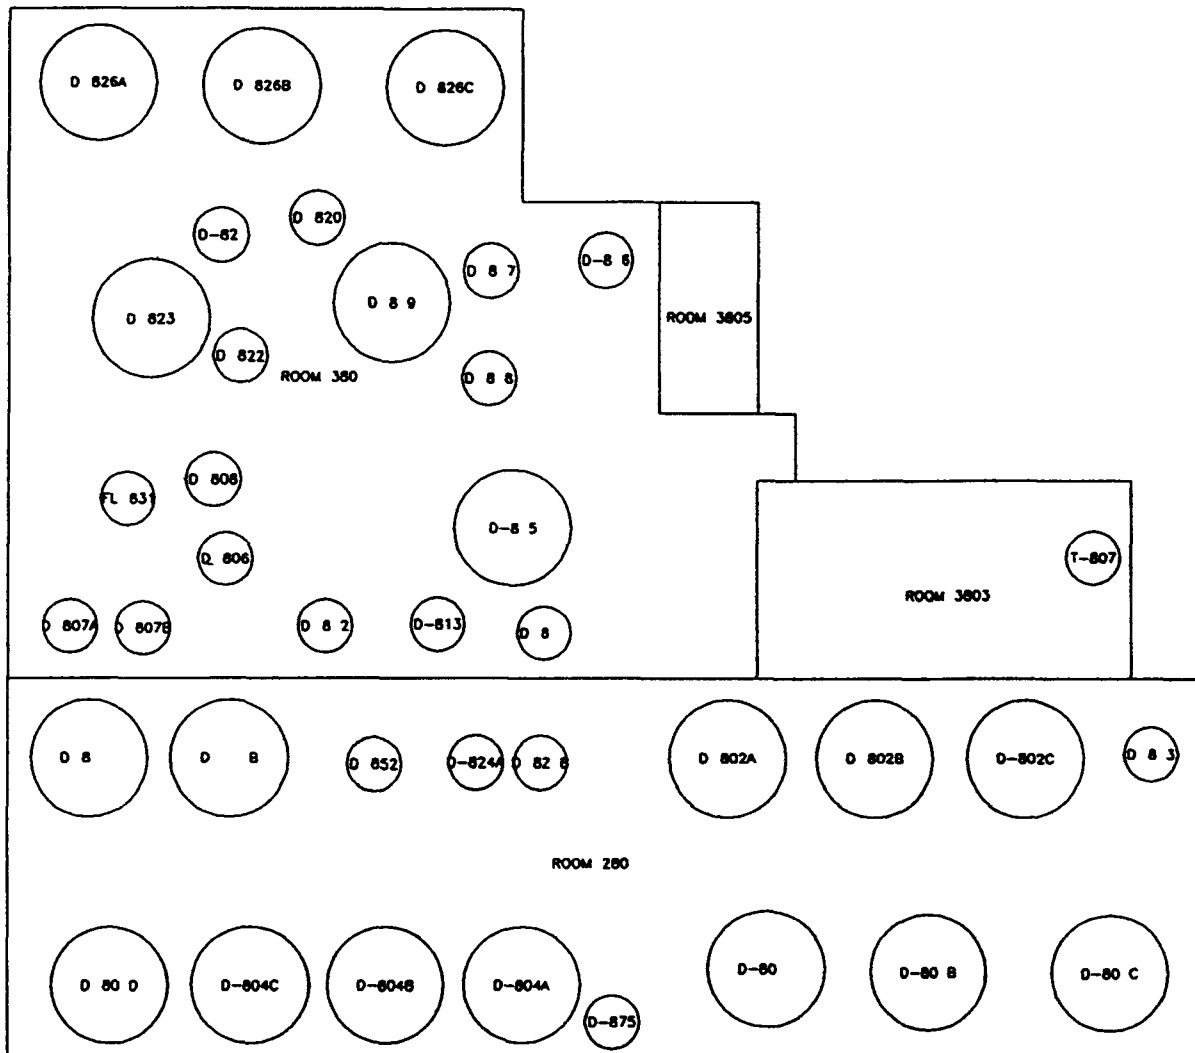 D 826A
D 826B
D 826C
D 820
D-82
D 8 7
D-8 6
D 8 9
D 823
ROOM 3805
D 822
ROOM 380
D 8 8
D 808
FL 831
D-8 5
D 806
T-807
ROOM 3803
D 807A
D 807B
D 8 2
D-813
D 8
D 8
D B
D 852
D-824A
D 82 B
D 802A
D 802B
D-802C
D 8 3
ROOM 280
D 80 D
D-804C
D-804B
D-804A
D-80
D-80 B
D-80 C
D-875